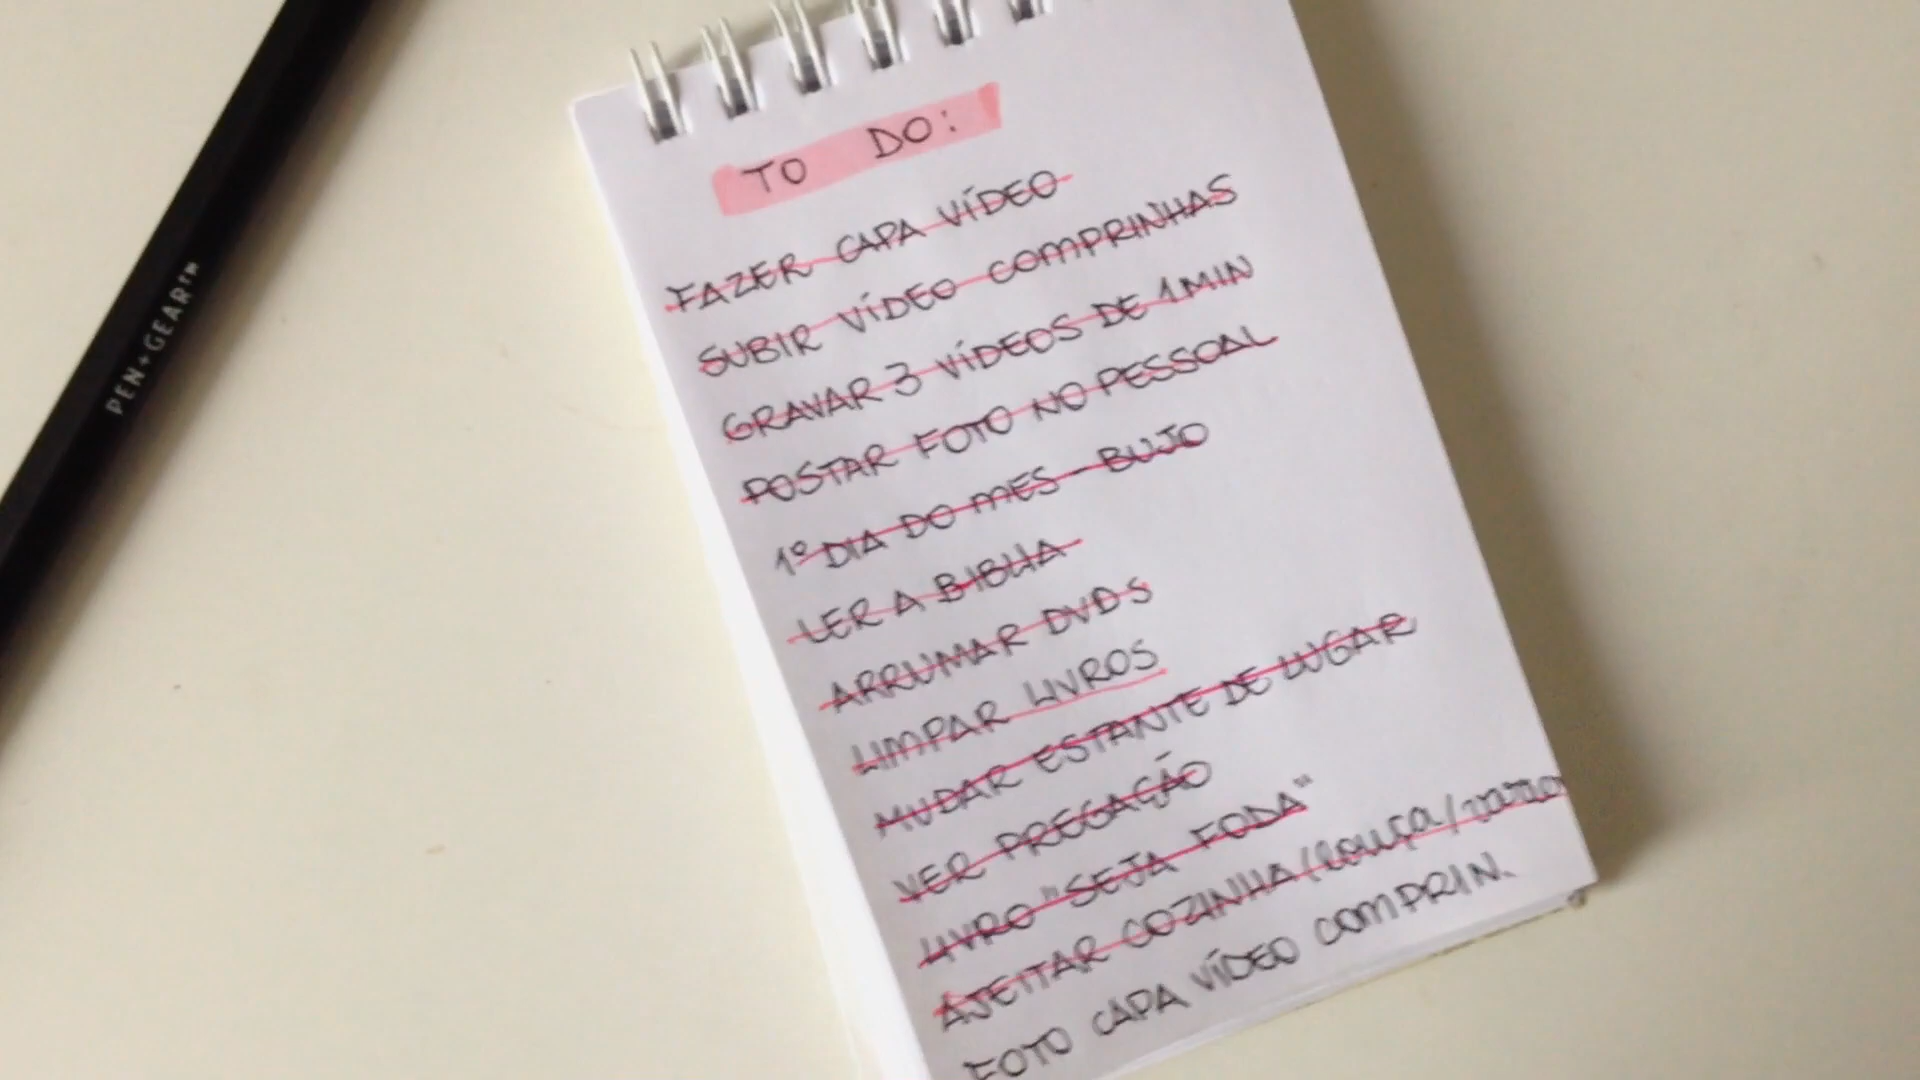 PEN+GEAR™
TO DO:
FAZER CAPA VÍDEO
SUBIR VÍDEO COMPRINHAS
GRAVAR 3 VÍDEOS DE 1MIN
POSTAR FOTO NO PESSOAL
1º DIA DO MES - BUJO
LER A BIBLIA
ARRUMAR DVDS
LIMPAR LIVROS
MUDAR ESTANTE DE LUGAR
VER PREGAÇÃO
LIVRO "SEJA FODA"
AJEITAR COZINHA (louça/
FOTO CAPA VÍDEO COMPRIN.